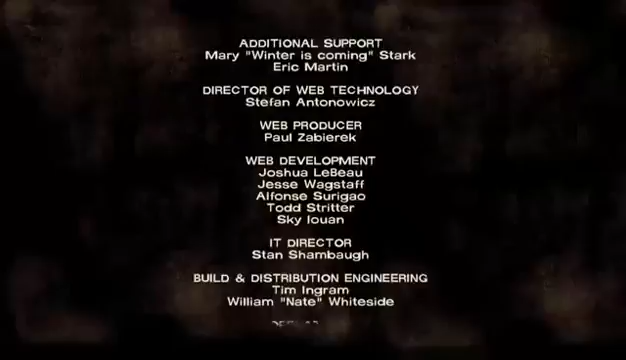 ADDITIONAL SUPPORT
Mary "Winter is coming" Stark
Eric Martin
DIRECTOR OF WEB TECHNOLOGY
Stefan Antonowicz
WEB PRODUCER
Paul Zabierek
WEB DEVELOPMENT
Joshua LeBeau
Jesse Wagstaff
Alfonse Surigao
Todd Stritter
Sky Iouan
IT DIRECTOR
Stan Shambaugh
BUILD & DISTRIBUTION ENGINEERING
Tim Ingram
William "Nate" Whiteside